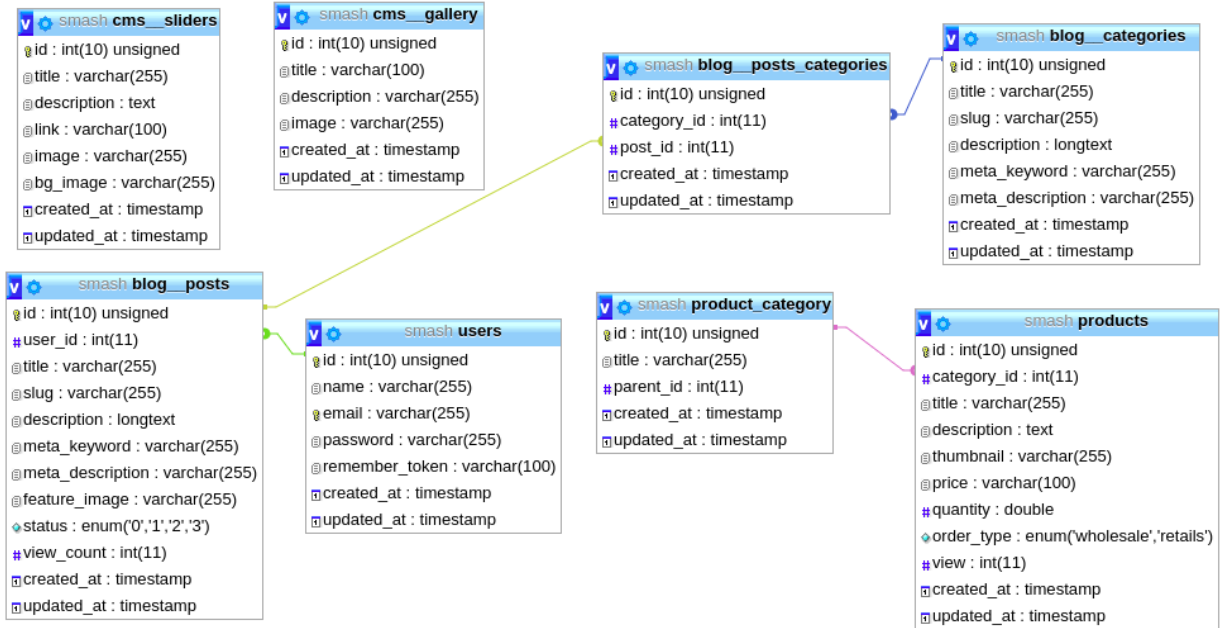 smash cms__sliders
id : int(10) unsigned
title : varchar(255)
description : text
link : varchar(100)
image : varchar(255)
bg_image : varchar(255)
created_at : timestamp
updated_at : timestamp
smash cms__gallery
id : int(10) unsigned
title : varchar(100)
description : varchar(255)
image : varchar(255)
created_at : timestamp
updated_at : timestamp
smash blog__posts_categories
id : int(10) unsigned
category_id : int(11)
post_id : int(11)
created_at : timestamp
updated_at : timestamp
smash blog__categories
id : int(10) unsigned
title : varchar(255)
slug : varchar(255)
description : longtext
meta_keyword : varchar(255)
meta_description : varchar(255)
created_at : timestamp
updated_at : timestamp
smash blog__posts
id : int(10) unsigned
user_id : int(11)
title : varchar(255)
slug : varchar(255)
description : longtext
meta_keyword : varchar(255)
meta_description : varchar(255)
feature_image : varchar(255)
status : enum('0','1','2','3')
view_count : int(11)
created_at : timestamp
updated_at : timestamp
smash users
id : int(10) unsigned
name : varchar(255)
email : varchar(255)
password : varchar(255)
remember_token : varchar(100)
created_at : timestamp
updated_at : timestamp
smash product_category
id : int(10) unsigned
title : varchar(255)
parent_id : int(11)
created_at : timestamp
updated_at : timestamp
smash products
id : int(10) unsigned
category_id : int(11)
title : varchar(255)
description : text
thumbnail : varchar(255)
price : varchar(100)
quantity : double
order_type : enum('wholesale','retails')
view : int(11)
created_at : timestamp
updated_at : timestamp